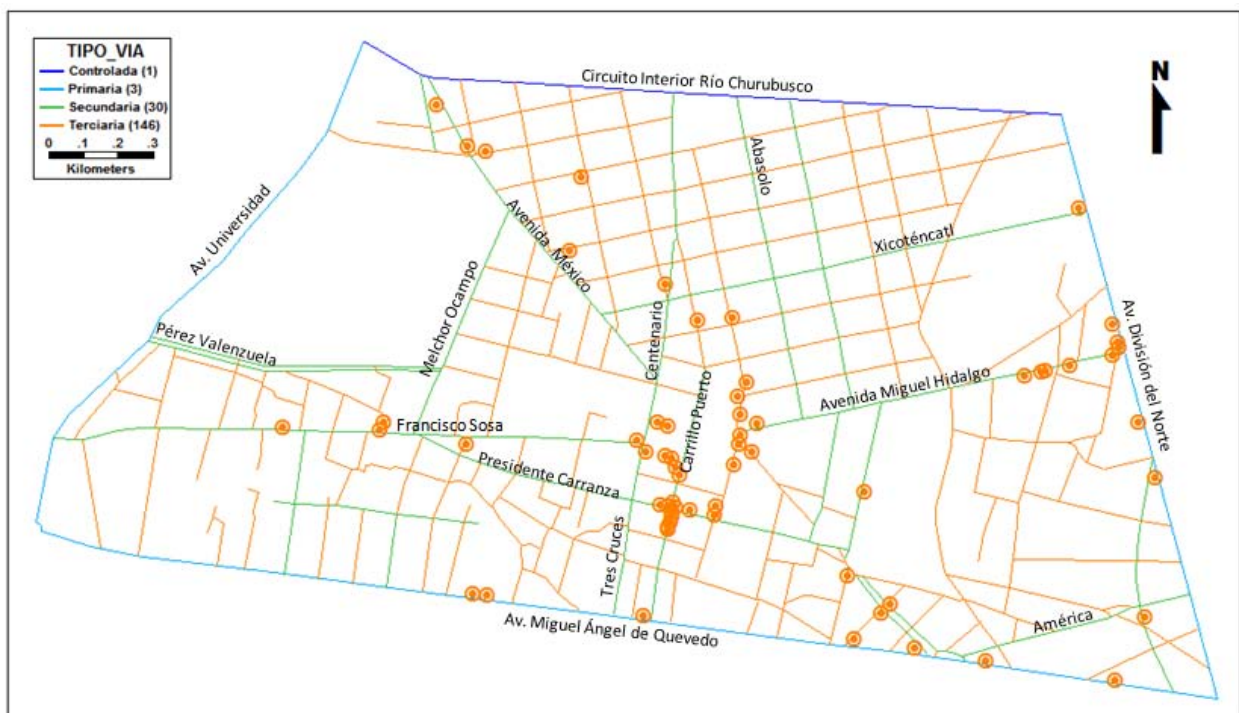 TIPO_VIA
Controlada (1)
Primaria (3)
Secundaria (30)
Terciaria (146)
0 .1 .2 .3
Kilometers
N
Circuito Interior Río Churubusco
Abasolo
Av. Universidad
Avenida México
Xicoténcatl
Melchor Ocampo
Centenario
Av. División del Norte
Pérez Valenzuela
Carrillo Puerto
Avenida Miguel Hidalgo
Francisco Sosa
Presidente Carranza
Tres Cruces
América
Av. Miguel Ángel de Quevedo